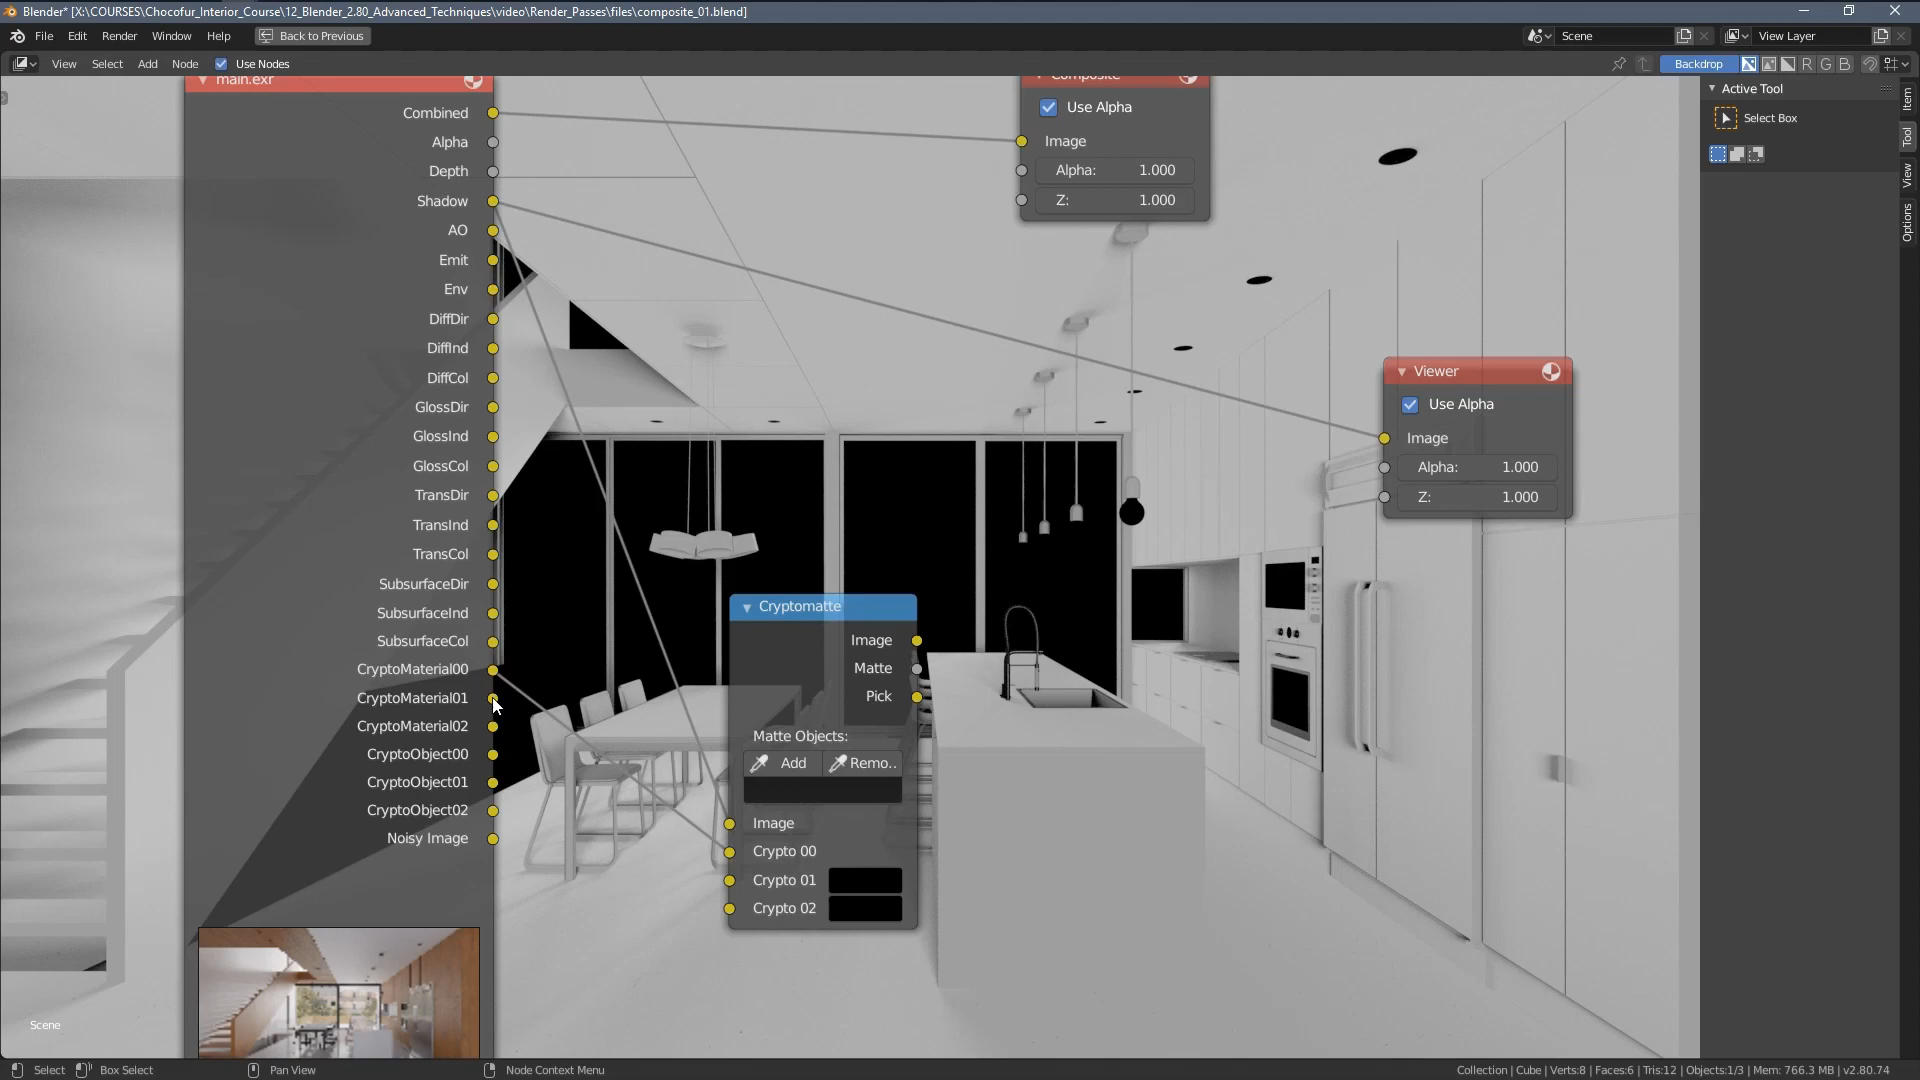 Blender* [X:\COURSES\Chocofur_Interior_Course\12_Blender_2.80_Advanced_Techniques\video\Render_Passes\files\composite_01.blend]
File Edit Render Window Help Back to Previous Scene View Layer
View Select Add Node Use Nodes Backdrop R G B
main.exr
Combined
Alpha
Depth
Shadow
AO
Emit
Env
DiffDir
DiffInd
DiffCol
GlossDir
GlossInd
GlossCol
TransDir
TransInd
TransCol
SubsurfaceDir
SubsurfaceInd
SubsurfaceCol
CryptoMaterial00
CryptoMaterial01
CryptoMaterial02
CryptoObject00
CryptoObject01
CryptoObject02
Noisy Image
Composite
Use Alpha
Image
Alpha: 1.000
Z: 1.000
Viewer
Use Alpha
Image
Alpha: 1.000
Z: 1.000
Cryptomatte
Image
Matte
Pick
Matte Objects:
Add Remo..
Image
Crypto 00
Crypto 01
Crypto 02
Active Tool
Select Box
Item
Tool
View
Options
Scene
Select Box Select Pan View Node Context Menu Collection | Cube | Verts:8 | Faces:6 | Tris:12 | Objects:1/3 | Mem: 766.3 MB | v2.80.74